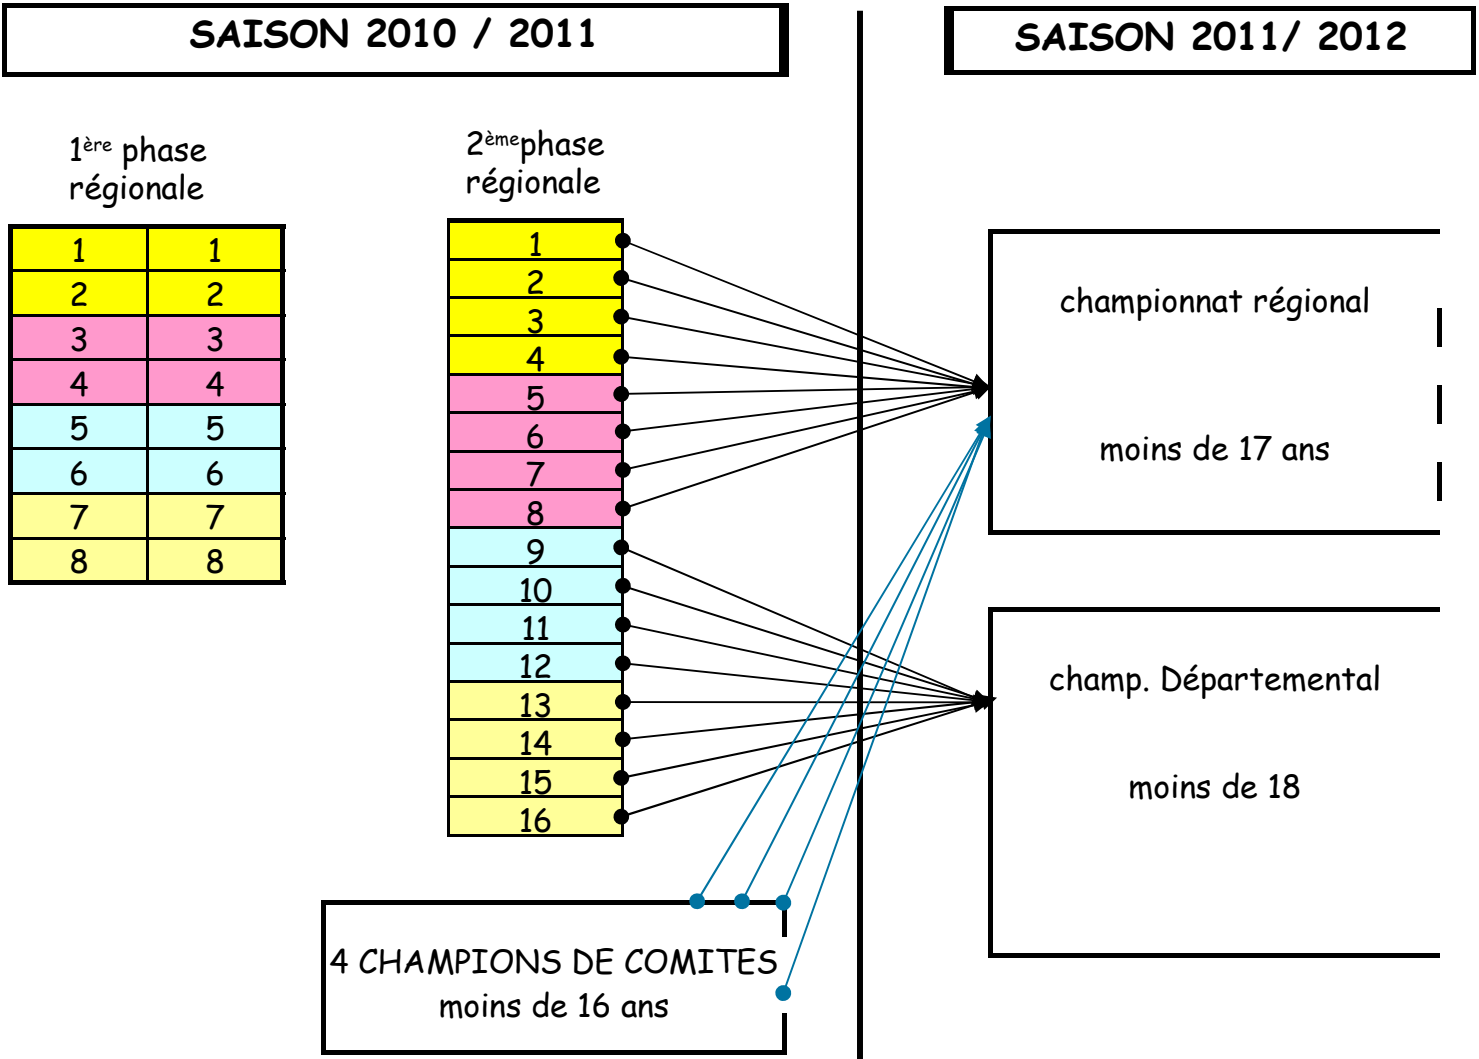 SAISON 2010 / 2011
SAISON 2011/ 2012
1ère phase
régionale
2èmephase
régionale
1 1
2 2
3 3
4 4
5 5
6 6
7 7
8 8
1
2
3
4
5
6
7
8
9
10
11
12
13
14
15
16
championnat régional
moins de 17 ans
champ. Départemental
moins de 18
4 CHAMPIONS DE COMITES
moins de 16 ans